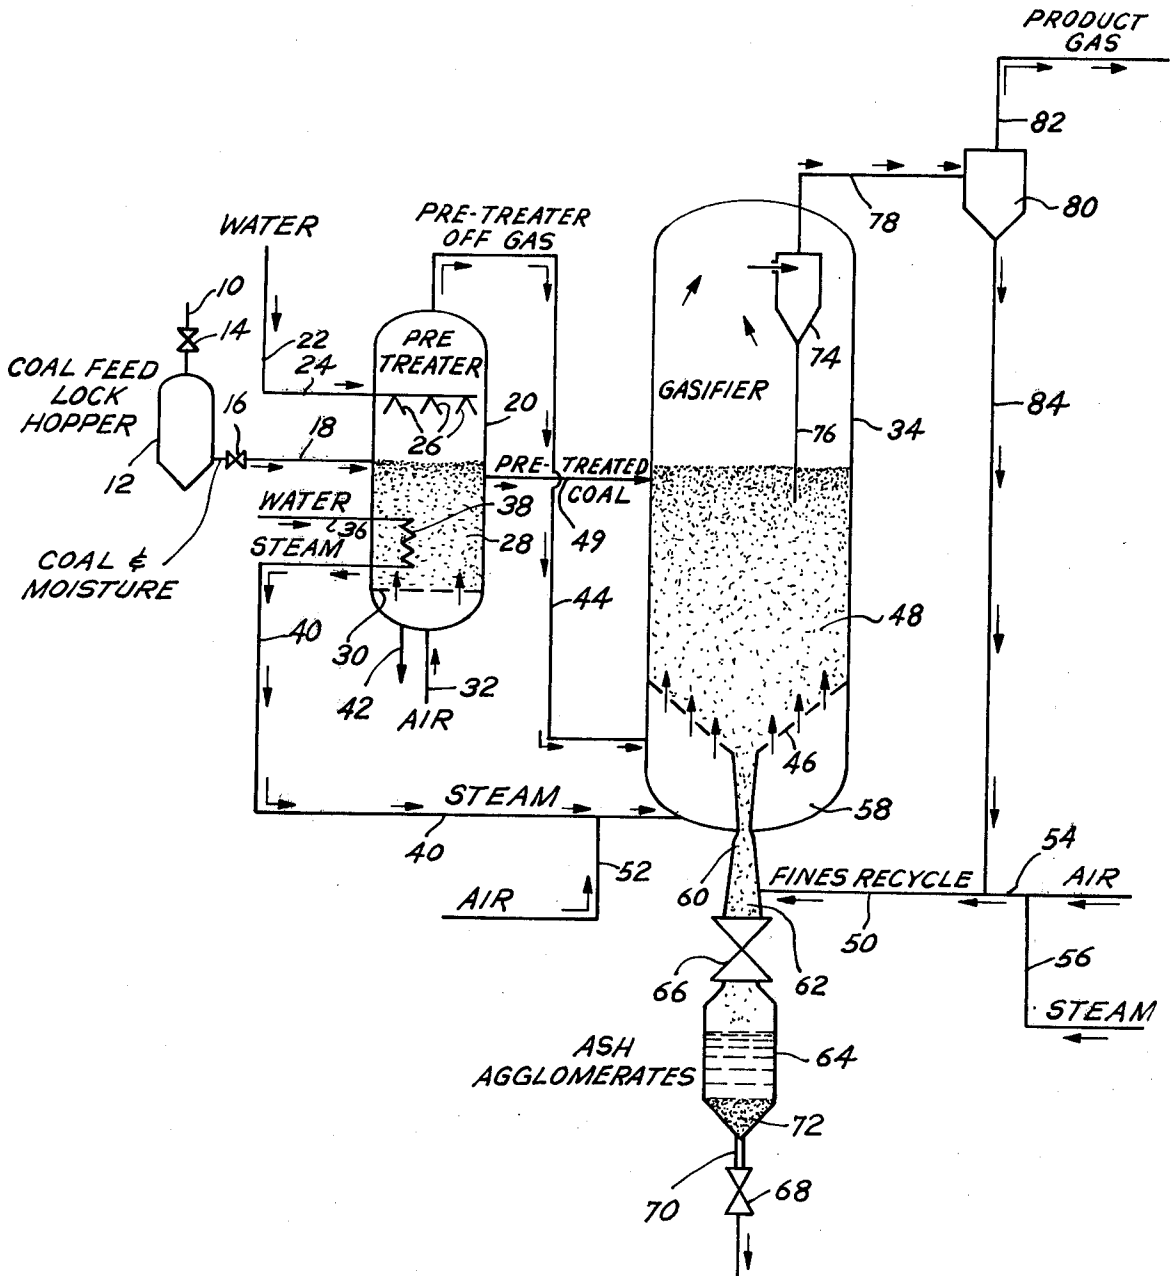 PRODUCT
GAS
82
80
78
PRE-TREATER
OFF GAS
WATER
10
14
22
24
COAL FEED
LOCK
HOPPER
16
18
12
PRE
TREATER
20
26
GASIFIER
74
76
34
84
PRE-TREATED
COAL
49
WATER
36
38
STEAM
28
COAL &
MOISTURE
40
30
42
32
AIR
44
48
46
58
STEAM
40
52
AIR
60
FINES RECYCLE
54
AIR
50
56
STEAM
66
62
ASH
AGGLOMERATES
64
72
70
68